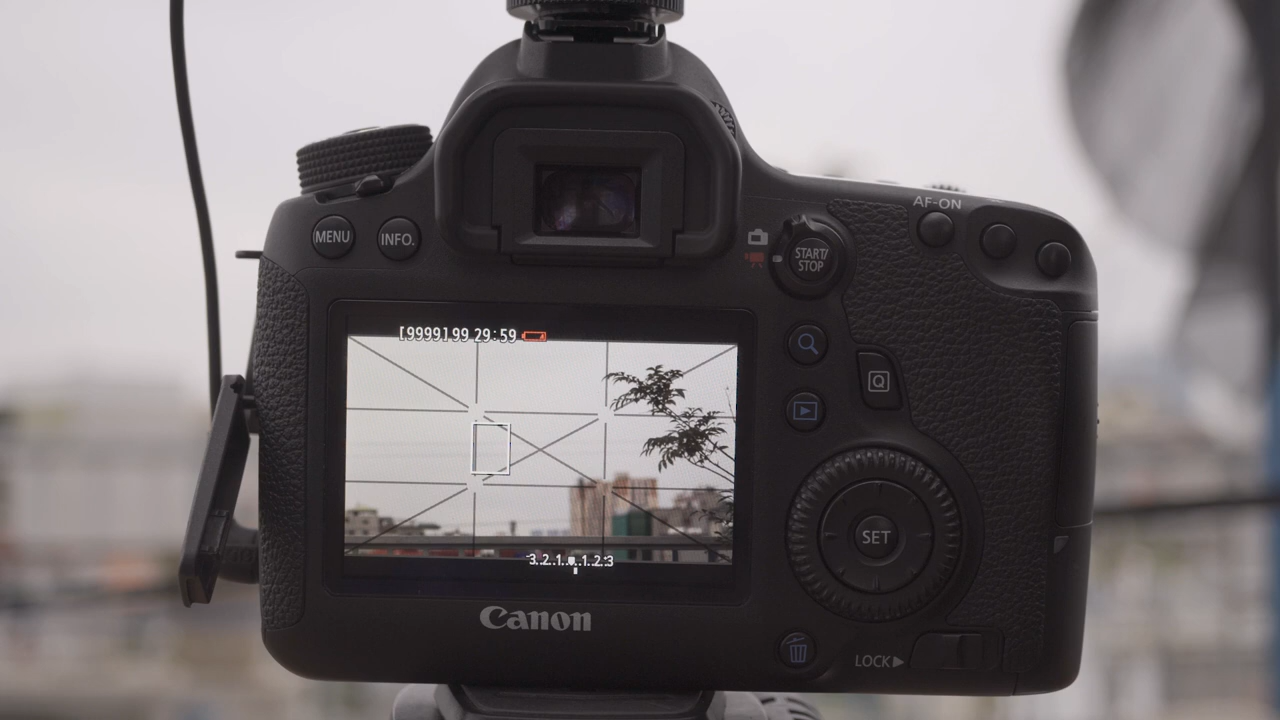 AF-ON
MENU
INFO.
START/
STOP
[9999]99 29:59
Q
SET
3..2..1..▼..1..2..:3
Canon
LOCK▶